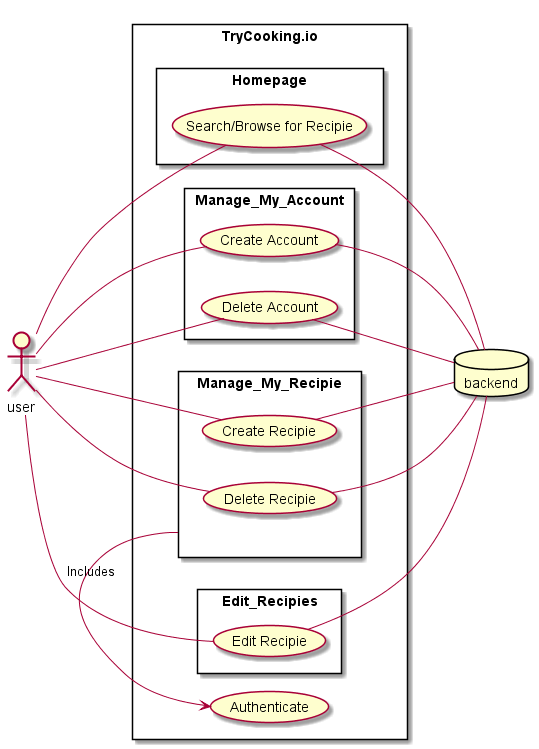 TryCooking.io
Homepage
Search/Browse for Recipie
Manage_My_Account
Create Account
Delete Account
Manage_My_Recipie
Create Recipie
Delete Recipie
user
backend
Includes
Edit_Recipies
Edit Recipie
Authenticate